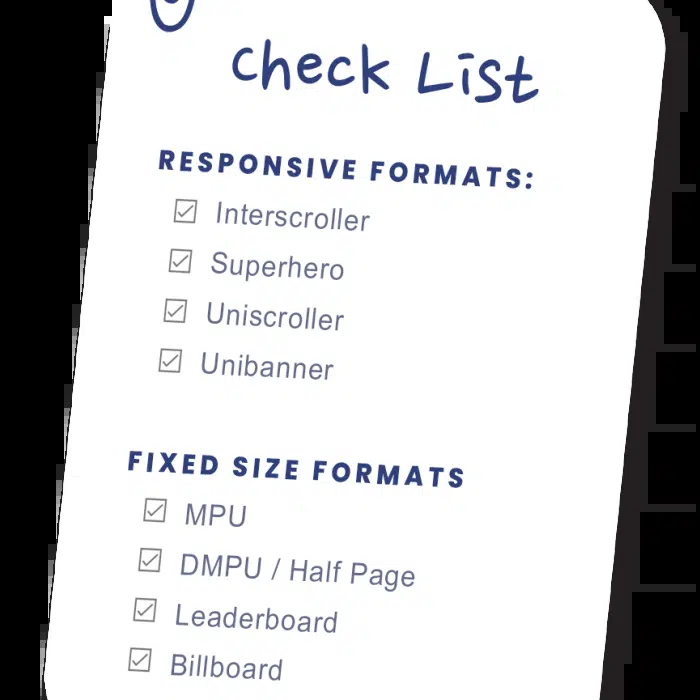 check List
RESPONSIVE FORMATS:
Interscroller
Superhero
Uniscroller
Unibanner
FIXED SIZE FORMATS
MPU
DMPU / Half Page
Leaderboard
Billboard